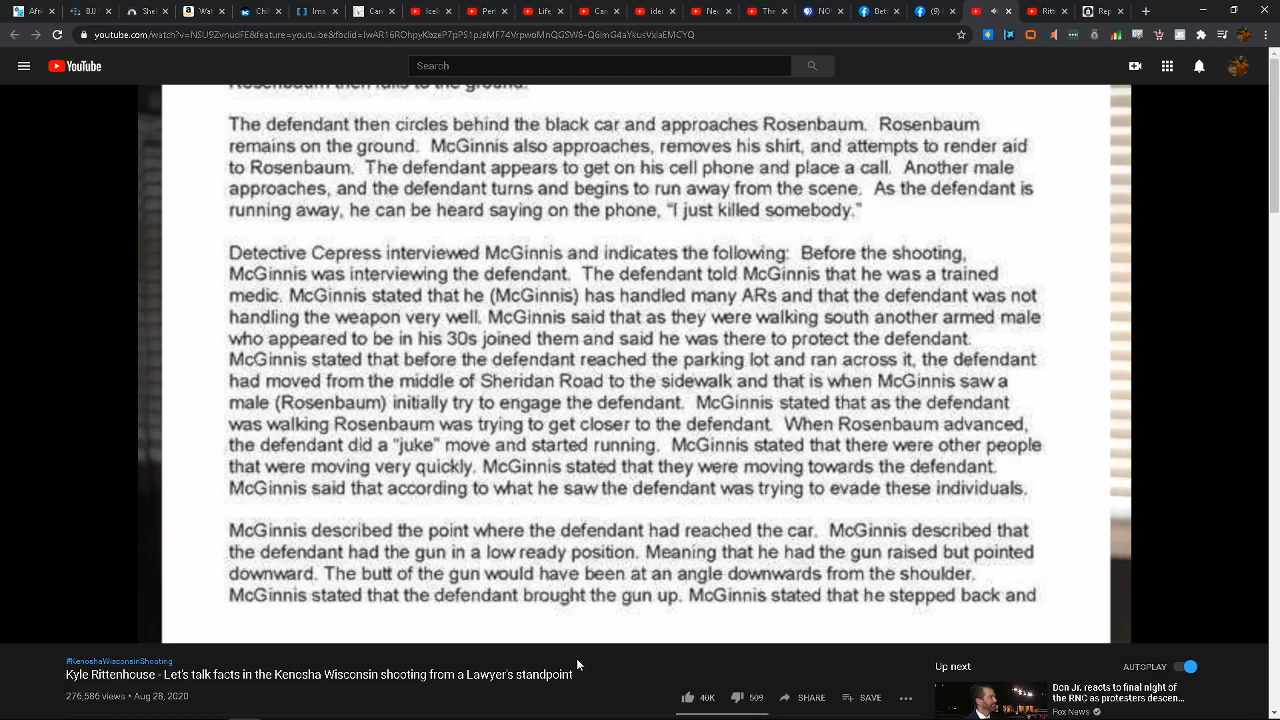 youtube.com/watch?v=
YouTube
Search
Rosenbaum then falls to the ground.
The defendant then circles behind the black car and approaches Rosenbaum. Rosenbaum
remains on the ground. McGinnis also approaches, removes his shirt, and attempts to render aid
to Rosenbaum. The defendant appears to get on his cell phone and place a call. Another male
approaches, and the defendant turns and begins to run away from the scene. As the defendant is
running away, he can be heard saying on the phone, "I just killed somebody."
Detective Cepress interviewed McGinnis and indicates the following: Before the shooting,
McGinnis was interviewing the defendant. The defendant told McGinnis that he was a trained
medic. McGinnis stated that he (McGinnis) has handled many ARs and that the defendant was not
handling the weapon very well. McGinnis said that as they were walking south another armed male
who appeared to be in his 30s joined them and said he was there to protect the defendant.
McGinnis stated that before the defendant reached the parking lot and ran across it, the defendant
had moved from the middle of Sheridan Road to the sidewalk and that is when McGinnis saw a
male (Rosenbaum) initially try to engage the defendant. McGinnis stated that as the defendant
was walking Rosenbaum was trying to get closer to the defendant. When Rosenbaum advanced,
the defendant did a "juke" move and started running. McGinnis stated that there were other people
that were moving very quickly. McGinnis stated that they were moving towards the defendant.
McGinnis said that according to what he saw the defendant was trying to evade these individuals.
McGinnis described the point where the defendant had reached the car. McGinnis described that
the defendant had the gun in a low ready position. Meaning that he had the gun raised but pointed
downward. The butt of the gun would have been at an angle downwards from the shoulder.
McGinnis stated that the defendant brought the gun up. McGinnis stated that he stepped back and
#KenoshaWisconsinShooting
Kyle Rittenhouse - Let's talk facts in the Kenosha Wisconsin shooting from a Lawyer's standpoint
276,586 views • Aug 28, 2020
40K
509
SHARE
SAVE
Up next
AUTOPLAY
Don Jr. reacts to final night of
the RNC as protesters descen...
Fox News